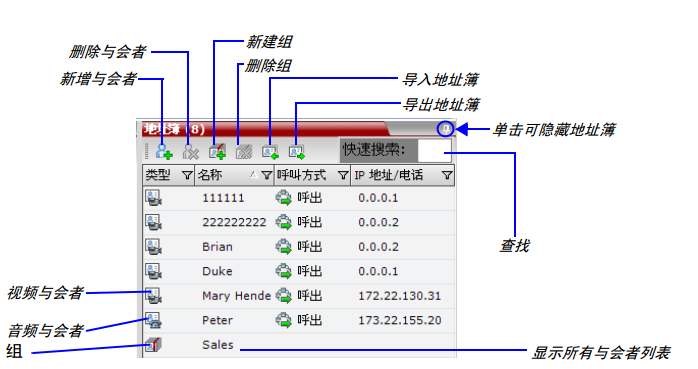 新建组
删除与会者
删除组
新增与会者
导入地址簿
导出地址簿
地址簿 (8)
单击可隐藏地址簿
快速搜索:
类型 名称 呼叫方式 IP 地址/电话
111111 呼出 0.0.0.1
222222222 呼出 0.0.0.2
查找
Brian 呼出 0.0.0.2
Duke 呼出 0.0.0.1
视频与会者
Mary Hende 呼出 172.22.130.31
音频与会者
Peter 呼出 173.22.155.20
组
Sales
显示所有与会者列表